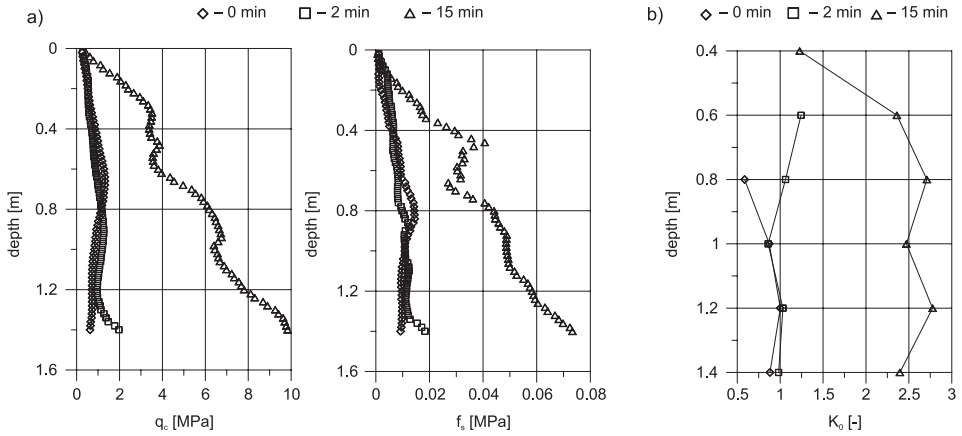 a)
– 0 min – 2 min – 15 min
0
0.4
0.8
1.2
1.6
depth [m]
0 2 4 6 8 10
qc [MPa]
0
0.4
0.8
1.2
1.6
depth [m]
0 0.02 0.04 0.06 0.08
fs [MPa]
b)
– 0 min – 2 min – 15 min
0.4
0.6
0.8
1
1.2
1.4
depth [m]
0.5 1 1.5 2 2.5 3
K0 [-]